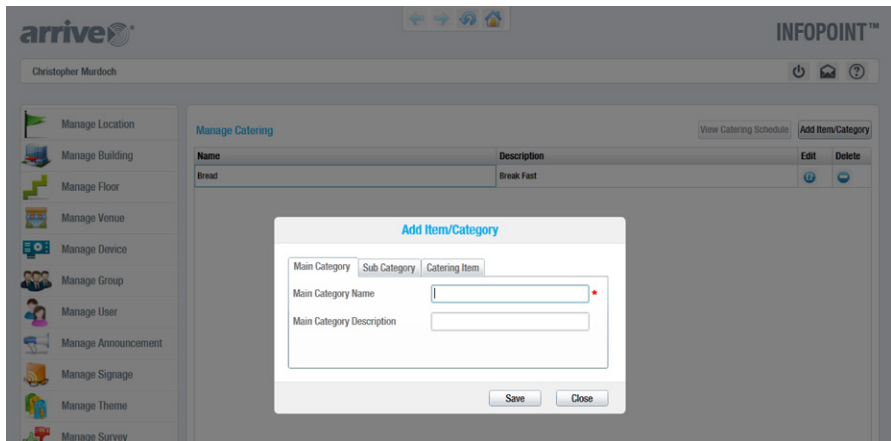 arrive
INFOPOINT™
Christopher Murdoch
Manage Location
Manage Building
Manage Floor
Manage Venue
Manage Device
Manage Group
Manage User
Manage Announcement
Manage Signage
Manage Theme
Manage Survey
Manage Catering
View Catering Schedule
Add Item/Category
Name Description Edit Delete
Bread Break Fast
Add Item/Category
Main Category Sub Category Catering Item
Main Category Name *
Main Category Description
Save Close